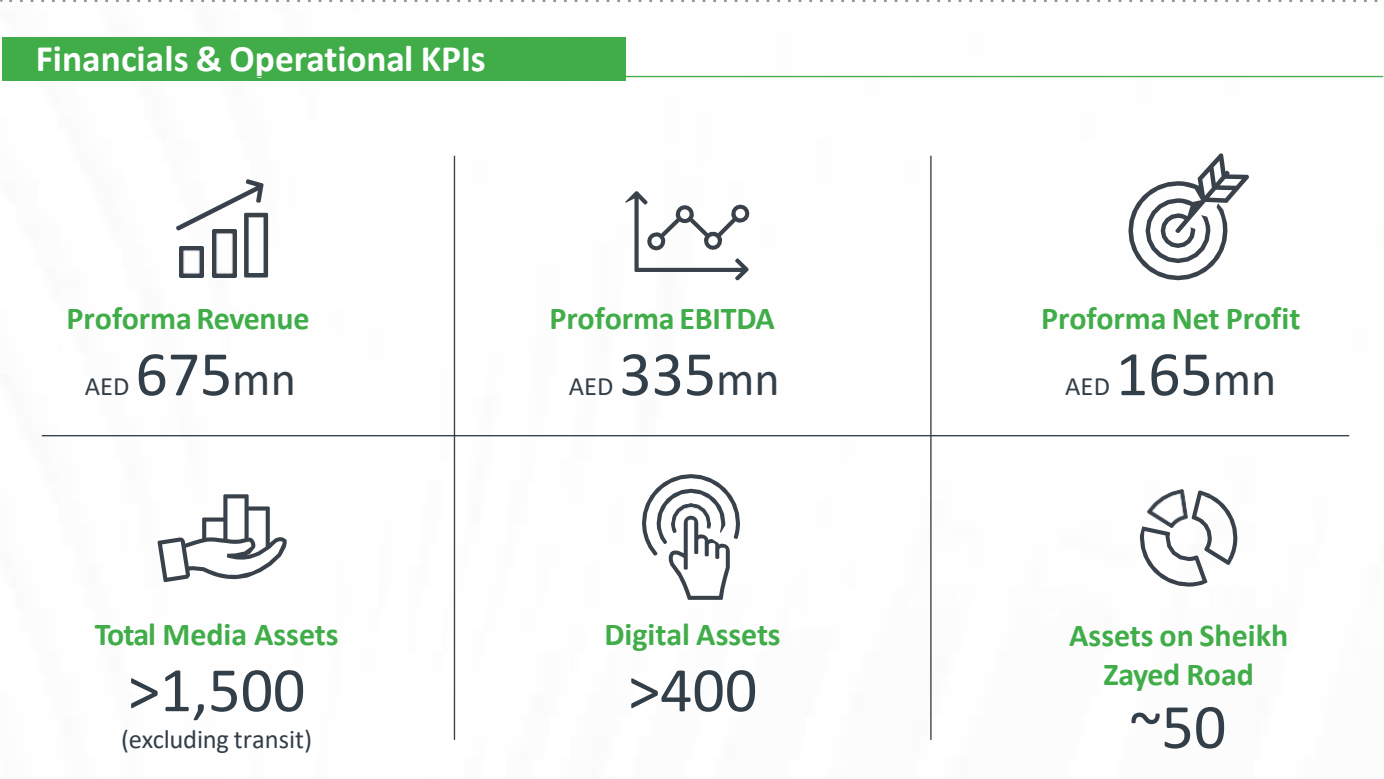 Financials & Operational KPIs
Proforma Revenue
AED 675mn
Proforma EBITDA
AED 335mn
Proforma Net Profit
AED 165mn
Total Media Assets
>1,500
(excluding transit)
Digital Assets
>400
Assets on Sheikh
Zayed Road
~50